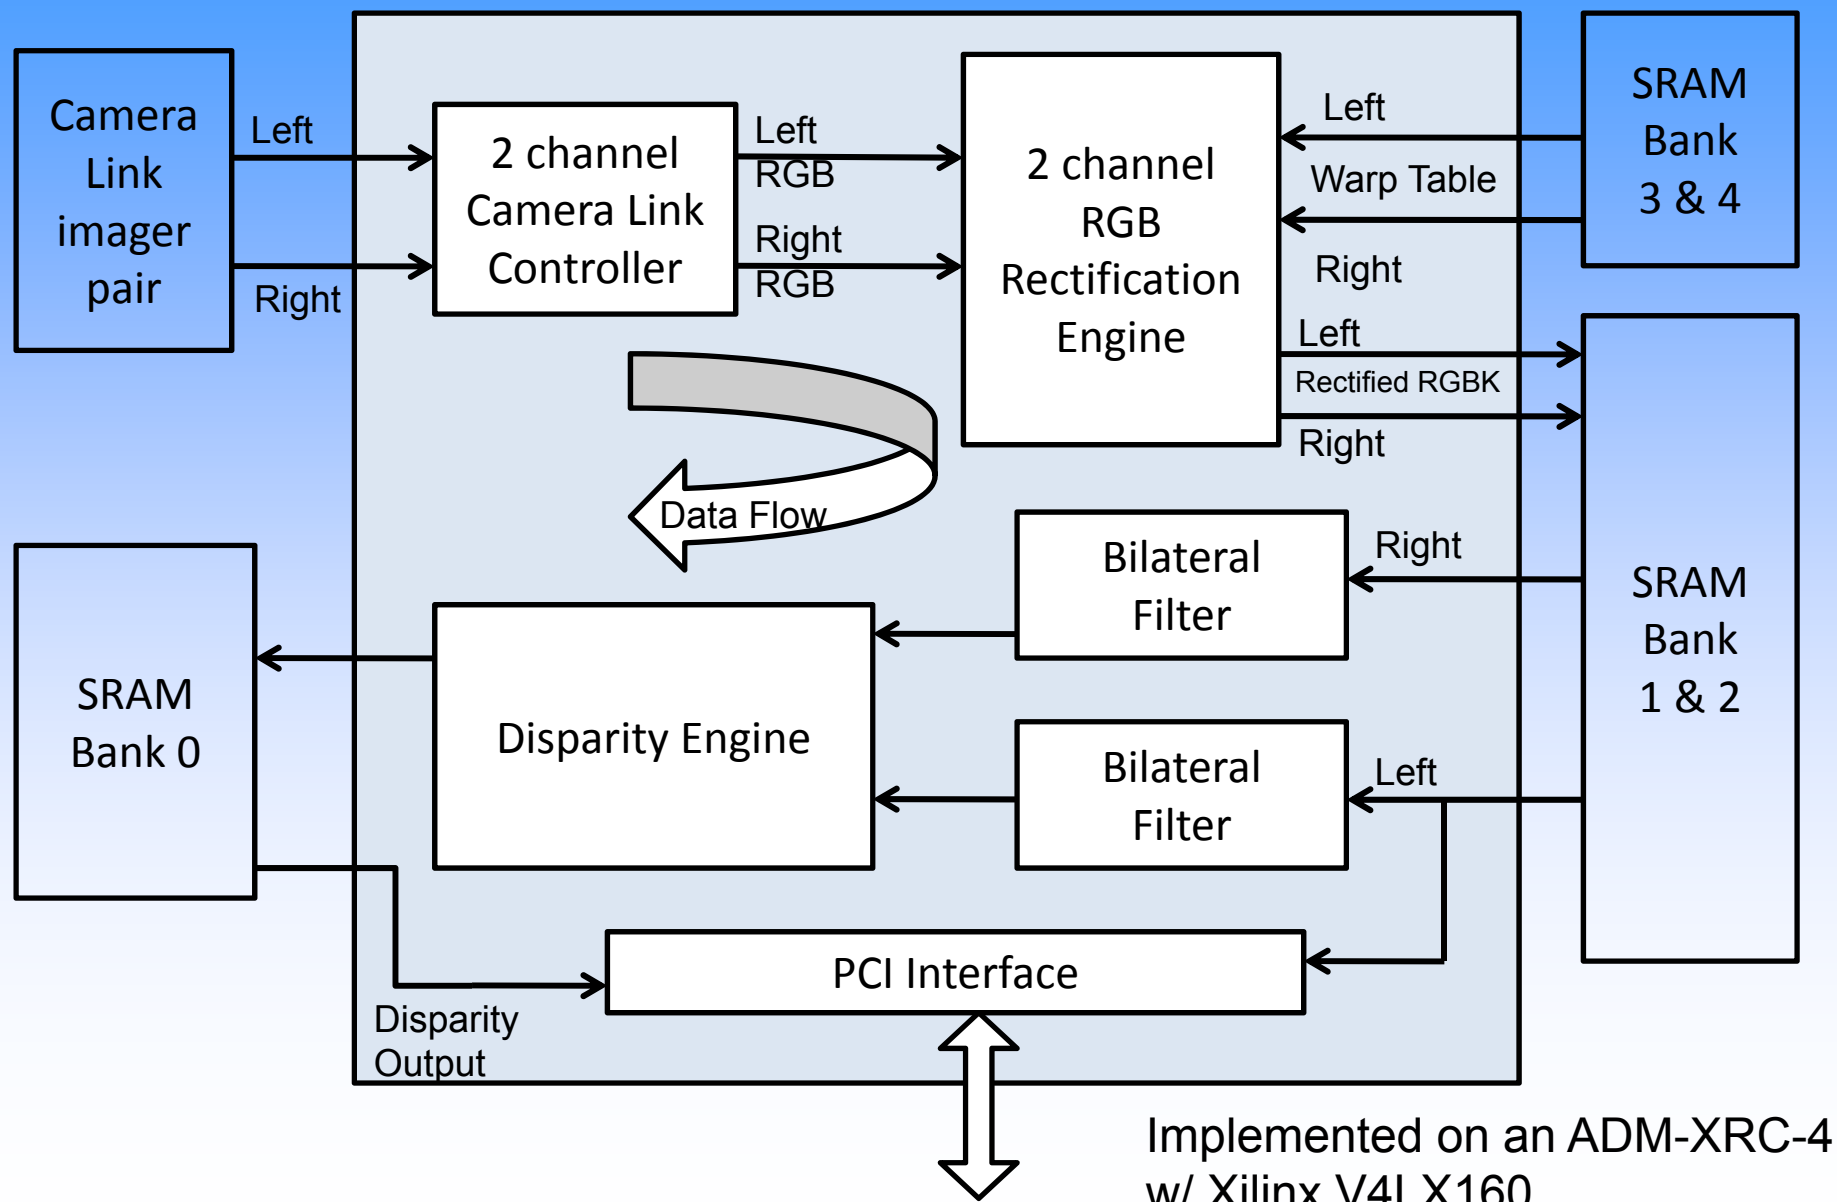 Camera
Link
imager
pair
Left
Right
2 channel
Camera Link
Controller
Left
RGB
Right
RGB
2 channel
RGB
Rectification
Engine
Left
Warp Table
Right
SRAM
Bank
3 & 4
Left
Rectified RGBK
Right
Data Flow
SRAM
Bank
1 & 2
Right
Bilateral
Filter
Left
Bilateral
Filter
Disparity Engine
SRAM
Bank 0
PCI Interface
Disparity
Output
Implemented on an ADM-XRC-4
w/ Xilinx V4LX160